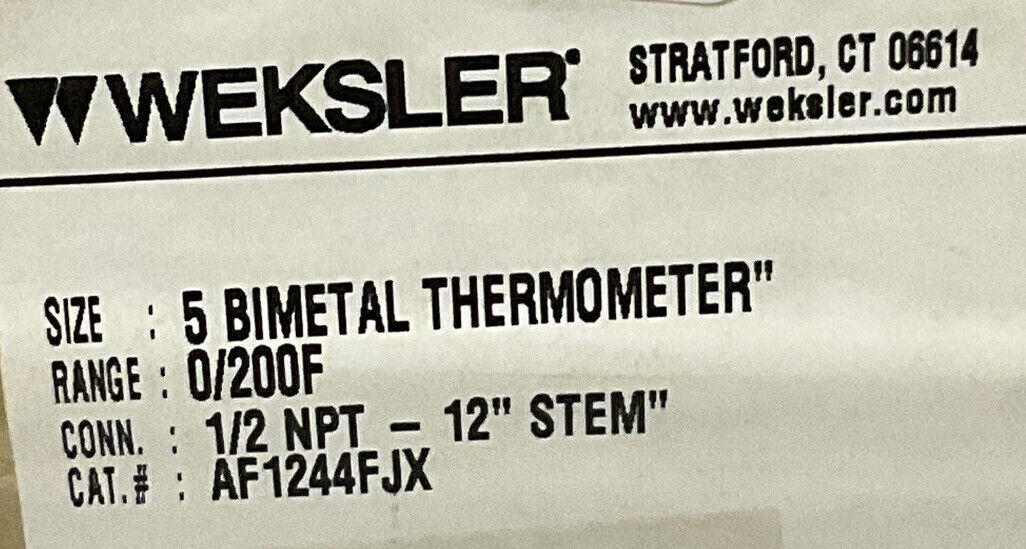 WEKSLER
STRATFORD, CT 06614
www.weksler.com
SIZE : 5 BIMETAL THERMOMETER"
RANGE : 0/200F
CONN. : 1/2 NPT – 12" STEM"
CAT.# : AF1244FJX